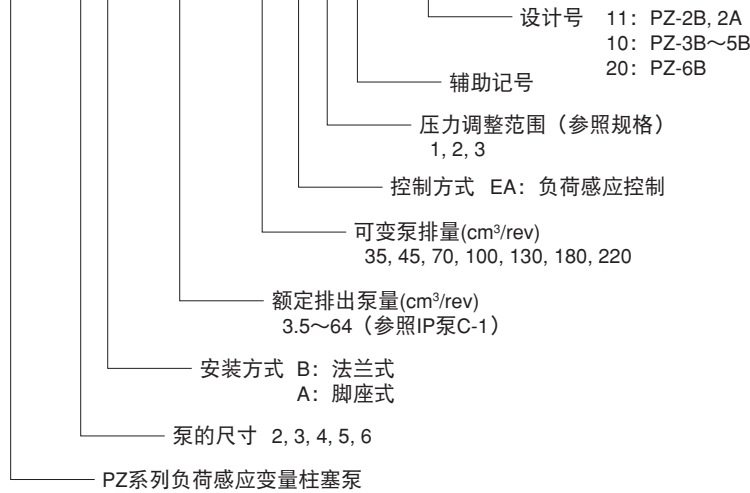 设计号 11：PZ-2B, 2A
10：PZ-3B～5B
20：PZ-6B
辅助记号
压力调整范围（参照规格）
1, 2, 3
控制方式 EA：负荷感应控制
可变泵排量(cm³/rev)
35, 45, 70, 100, 130, 180, 220
额定排出泵量(cm³/rev)
3.5～64（参照IP泵C-1）
安装方式 B：法兰式
A：脚座式
泵的尺寸 2, 3, 4, 5, 6
PZ系列负荷感应变量柱塞泵